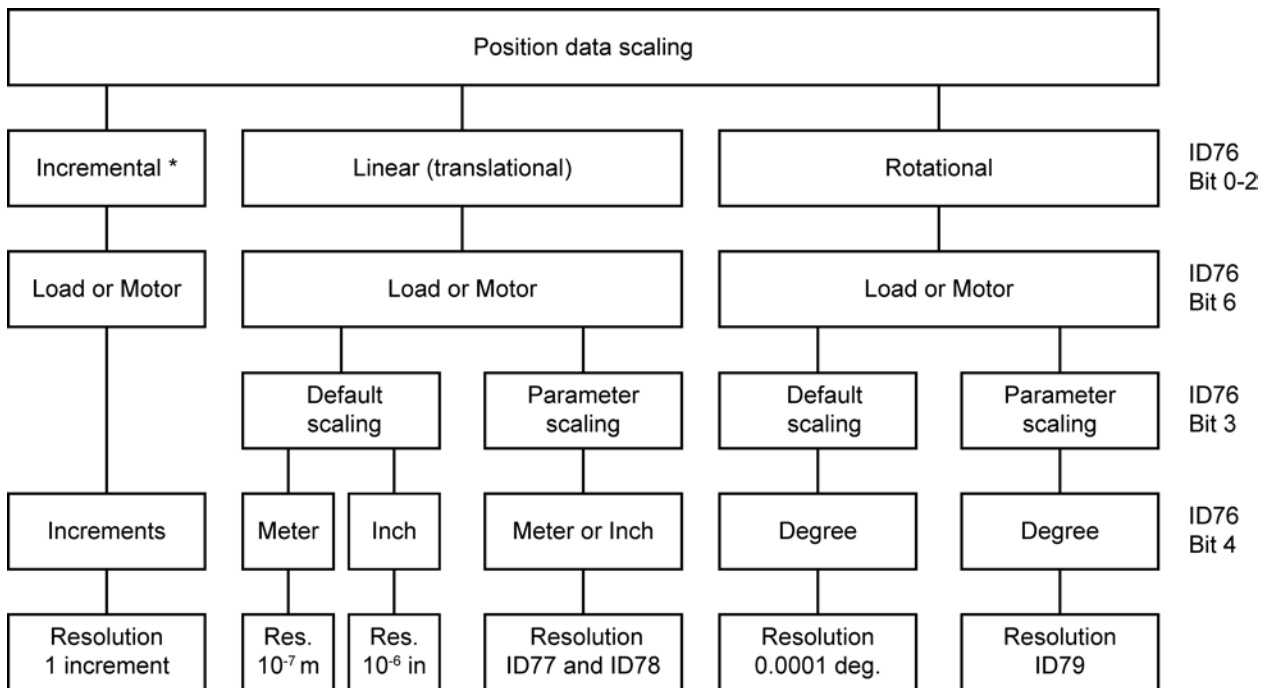 Position data scaling
Incremental *
Linear (translational)
Rotational
ID76
Bit 0-2
Load or Motor
Load or Motor
Load or Motor
ID76
Bit 6
Default
scaling
Parameter
scaling
Default
scaling
Parameter
scaling
ID76
Bit 3
Increments
Meter
Inch
Meter or Inch
Degree
Degree
ID76
Bit 4
Resolution
1 increment
Res.
10⁻⁷ m
Res.
10⁻⁶ in
Resolution
ID77 and ID78
Resolution
0.0001 deg.
Resolution
ID79